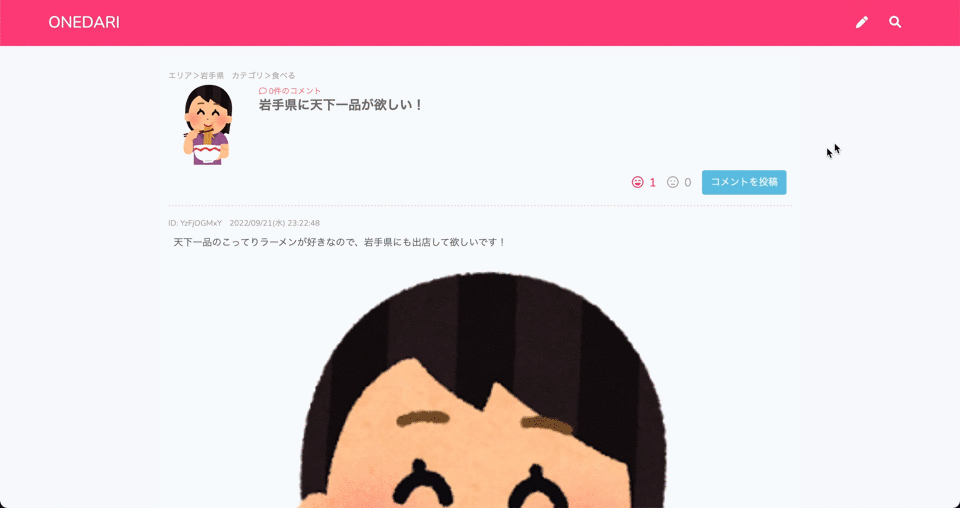 ONEDARI
エリア＞岩手県 カテゴリ＞食べる
0件のコメント
岩手県に天下一品が欲しい！
1 0 コメントを投稿
ID: YzFjOGMxY 2022/09/21(水) 23:22:48
天下一品のこってりラーメンが好きなので、岩手県にも出店して欲しいです！